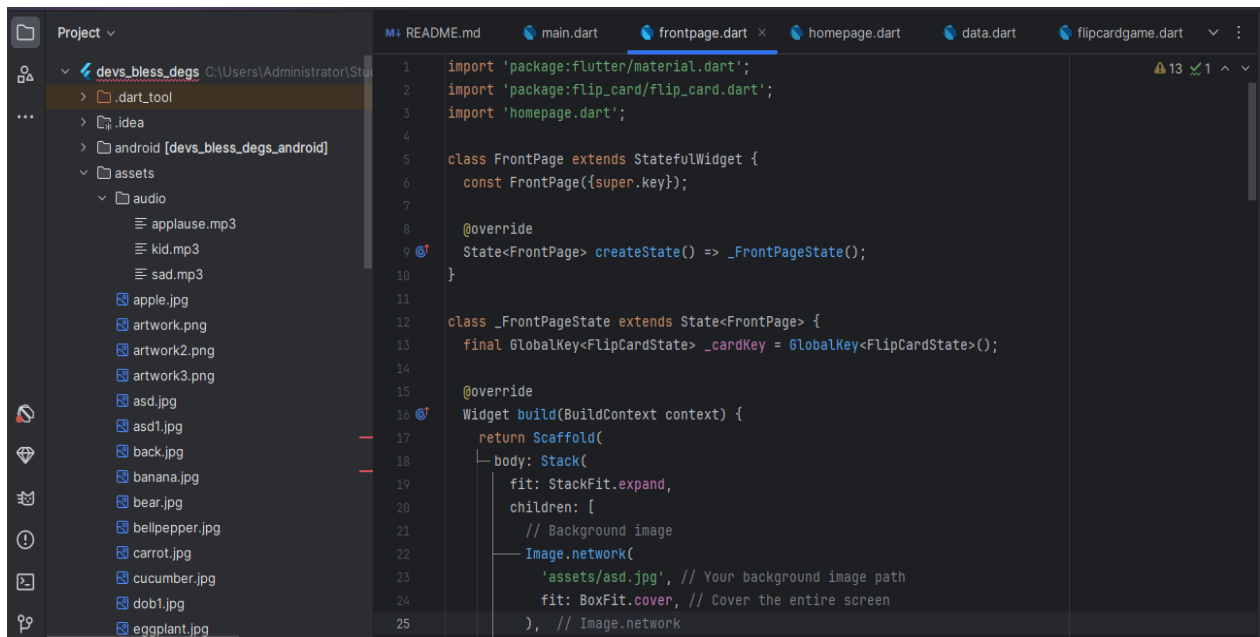 Project
devs_bless_degs C:\Users\Administrator\Stu
.dart_tool
.idea
android [devs_bless_degs_android]
assets
audio
applause.mp3
kid.mp3
sad.mp3
apple.jpg
artwork.png
artwork2.png
artwork3.png
asd.jpg
asd1.jpg
back.jpg
banana.jpg
bear.jpg
bellpepper.jpg
carrot.jpg
cucumber.jpg
dob1.jpg
eggplant.jpg
M↓ README.md main.dart frontpage.dart × homepage.dart data.dart flipcardgame.dart
13 1
1 import 'package:flutter/material.dart';
2 import 'package:flip_card/flip_card.dart';
3 import 'homepage.dart';
4
5 class FrontPage extends StatefulWidget {
6 const FrontPage({super.key});
7
8 @override
9 State<FrontPage> createState() => _FrontPageState();
10 }
11
12 class _FrontPageState extends State<FrontPage> {
13 final GlobalKey<FlipCardState> _cardKey = GlobalKey<FlipCardState>();
14
15 @override
16 Widget build(BuildContext context) {
17 return Scaffold(
18 body: Stack(
19 fit: StackFit.expand,
20 children: [
21 // Background image
22 Image.network(
23 'assets/asd.jpg', // Your background image path
24 fit: BoxFit.cover, // Cover the entire screen
25 ), // Image.network